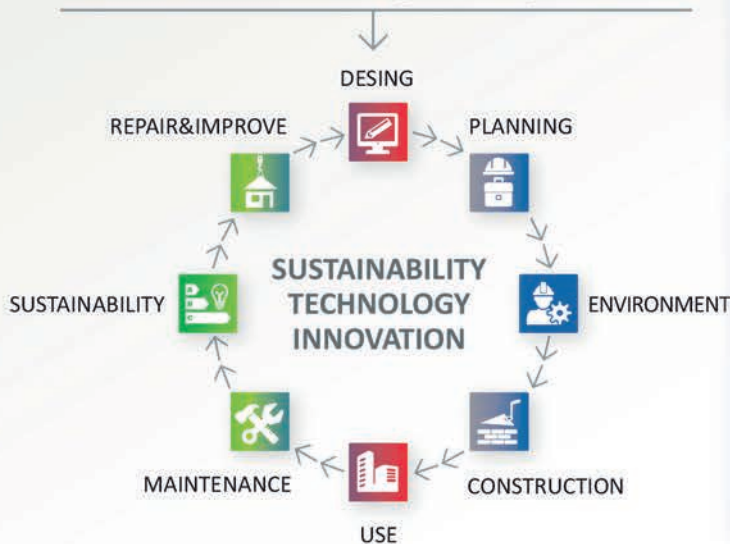 DESING
REPAIR&IMPROVE
PLANNING
SUSTAINABILITY
TECHNOLOGY
INNOVATION
SUSTAINABILITY
ENVIRONMENT
MAINTENANCE
CONSTRUCTION
USE